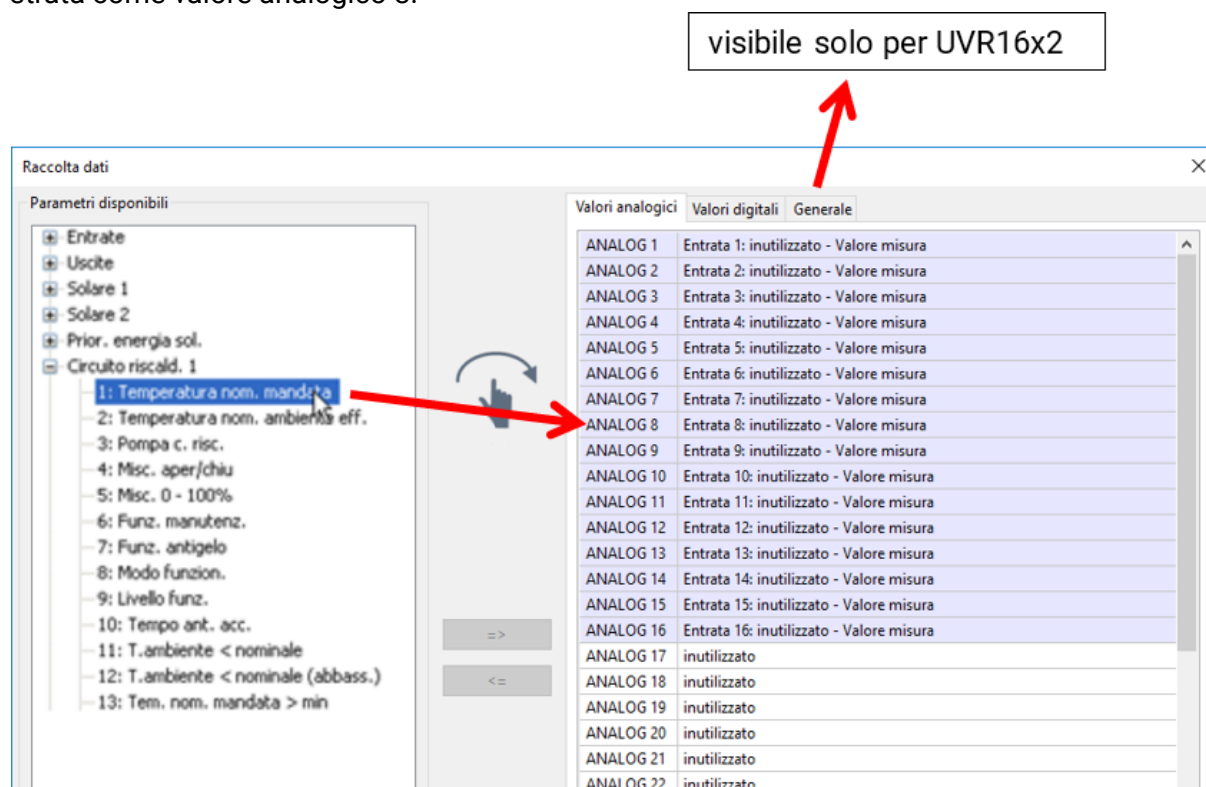 visibile solo per UVR16x2
Raccolta dati
Parametri disponibili
Entrate
Uscite
Solare 1
Solare 2
Prior. energia sol.
Circuito riscald. 1
1: Temperatura nom. mandata
2: Temperatura nom. ambiente eff.
3: Pompa c. risc.
4: Misc. aper/chiu
5: Misc. 0 - 100%
6: Funz. manutenz.
7: Funz. antigelo
8: Modo funzion.
9: Livello funz.
10: Tempo ant. acc.
11: T.ambiente < nominale
12: T.ambiente < nominale (abbass.)
13: Tem. nom. mandata > min
=>
<=
Valori analogici Valori digitali Generale
ANALOG 1 Entrata 1: inutilizzato - Valore misura
ANALOG 2 Entrata 2: inutilizzato - Valore misura
ANALOG 3 Entrata 3: inutilizzato - Valore misura
ANALOG 4 Entrata 4: inutilizzato - Valore misura
ANALOG 5 Entrata 5: inutilizzato - Valore misura
ANALOG 6 Entrata 6: inutilizzato - Valore misura
ANALOG 7 Entrata 7: inutilizzato - Valore misura
ANALOG 8 Entrata 8: inutilizzato - Valore misura
ANALOG 9 Entrata 9: inutilizzato - Valore misura
ANALOG 10 Entrata 10: inutilizzato - Valore misura
ANALOG 11 Entrata 11: inutilizzato - Valore misura
ANALOG 12 Entrata 12: inutilizzato - Valore misura
ANALOG 13 Entrata 13: inutilizzato - Valore misura
ANALOG 14 Entrata 14: inutilizzato - Valore misura
ANALOG 15 Entrata 15: inutilizzato - Valore misura
ANALOG 16 Entrata 16: inutilizzato - Valore misura
ANALOG 17 inutilizzato
ANALOG 18 inutilizzato
ANALOG 19 inutilizzato
ANALOG 20 inutilizzato
ANALOG 21 inutilizzato
ANALOG 22 inutilizzato